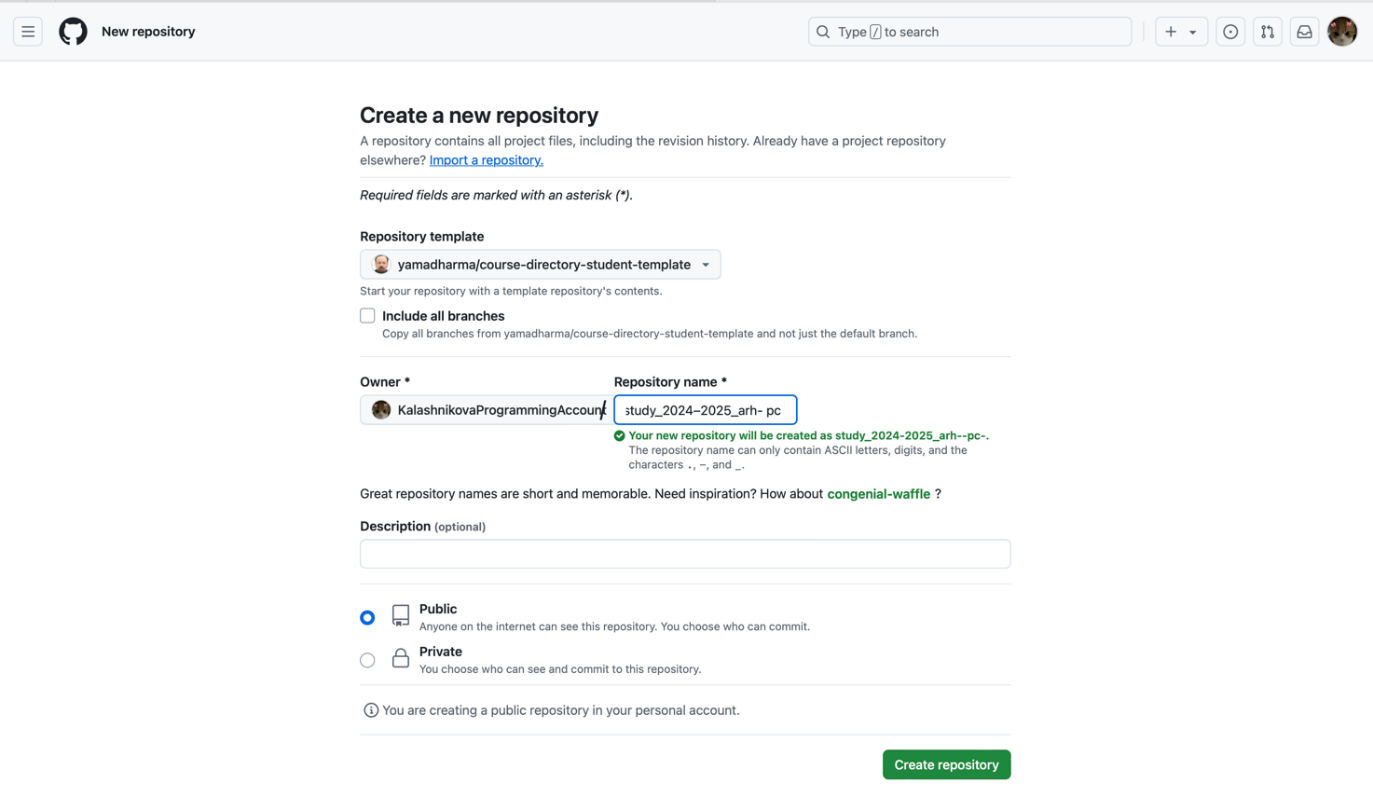 New repository
Type / to search
Create a new repository
A repository contains all project files, including the revision history. Already have a project repository
elsewhere? Import a repository.
Required fields are marked with an asterisk (*).
Repository template
yamadharma/course-directory-student-template
Start your repository with a template repository's contents.
Include all branches
Copy all branches from yamadharma/course-directory-student-template and not just the default branch.
Owner * Repository name *
KalashnikovaProgrammingAccount / study_2024–2025_arh- pc
Your new repository will be created as study_2024-2025_arh--pc-.
The repository name can only contain ASCII letters, digits, and the
characters ., –, and _.
Great repository names are short and memorable. Need inspiration? How about congenial-waffle ?
Description (optional)
Public
Anyone on the internet can see this repository. You choose who can commit.
Private
You choose who can see and commit to this repository.
You are creating a public repository in your personal account.
Create repository